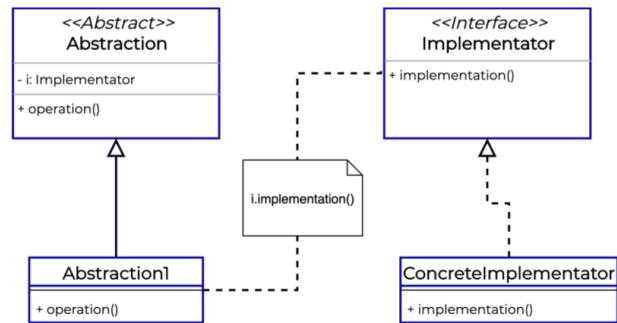 <<Abstract>>
Abstraction
- i: Implementator
+ operation()
<<Interface>>
Implementator
+ implementation()
i.implementation()
Abstraction1
+ operation()
ConcreteImplementator
+ implementation()